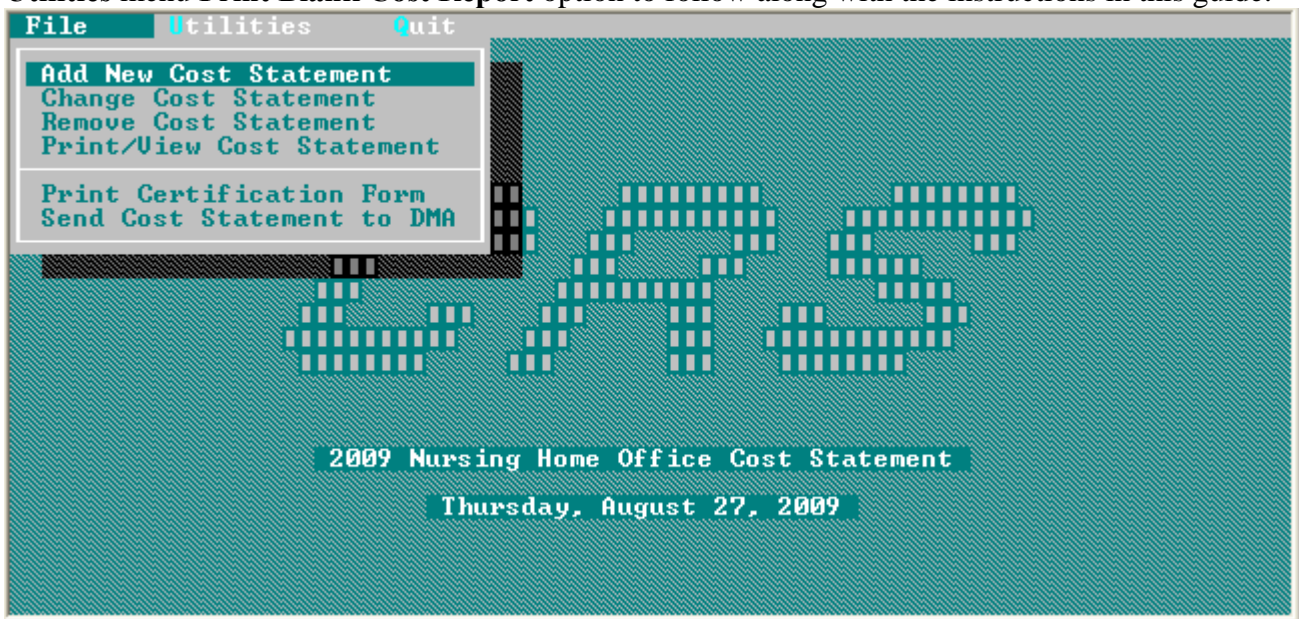 Utilities menu Print Blank Cost Report option to follow along with the instructions in this guide.
File Utilities Quit
Add New Cost Statement
Change Cost Statement
Remove Cost Statement
Print/View Cost Statement
Print Certification Form
Send Cost Statement to DMA
CAS
2009 Nursing Home Office Cost Statement
Thursday, August 27, 2009